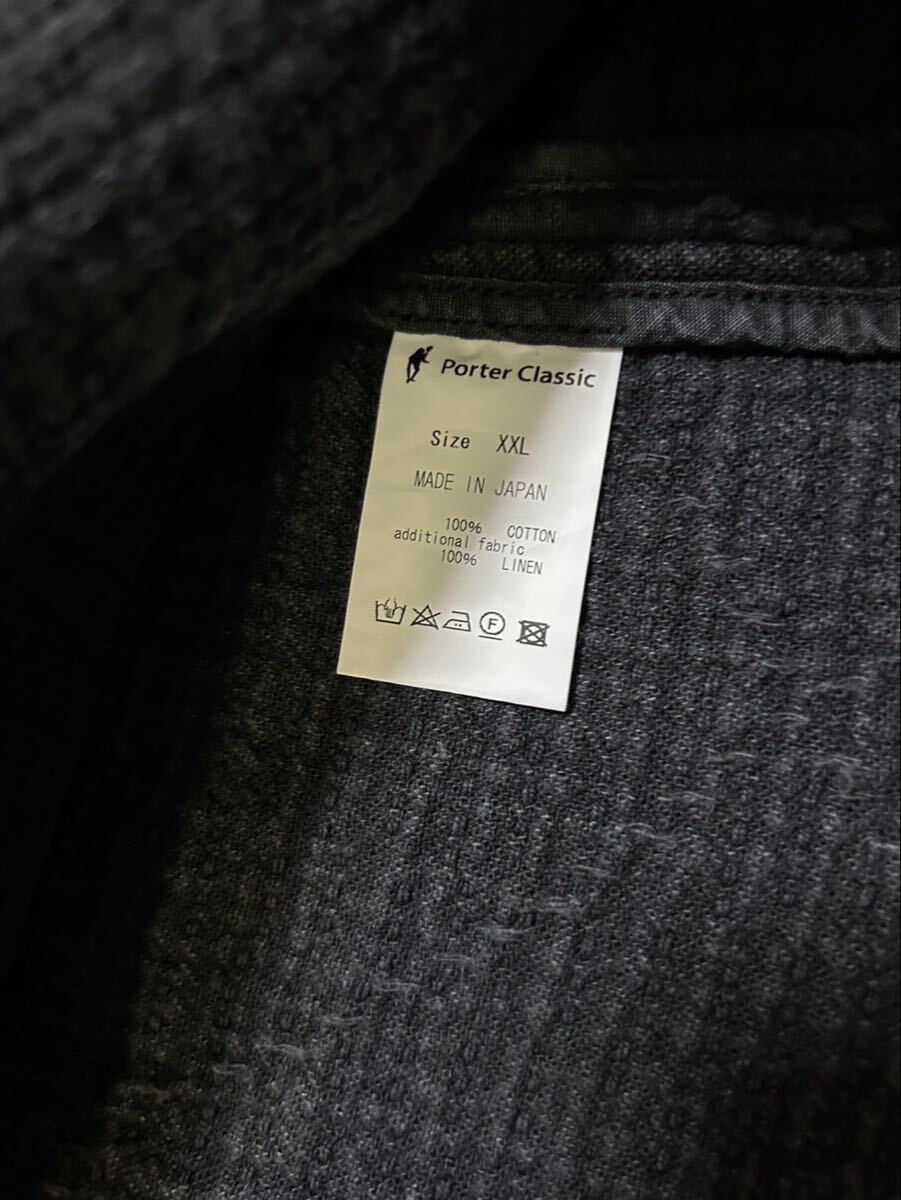 Porter Classic
Size XXL
MADE IN JAPAN
100% COTTON
additional fabric
100% LINEN
F